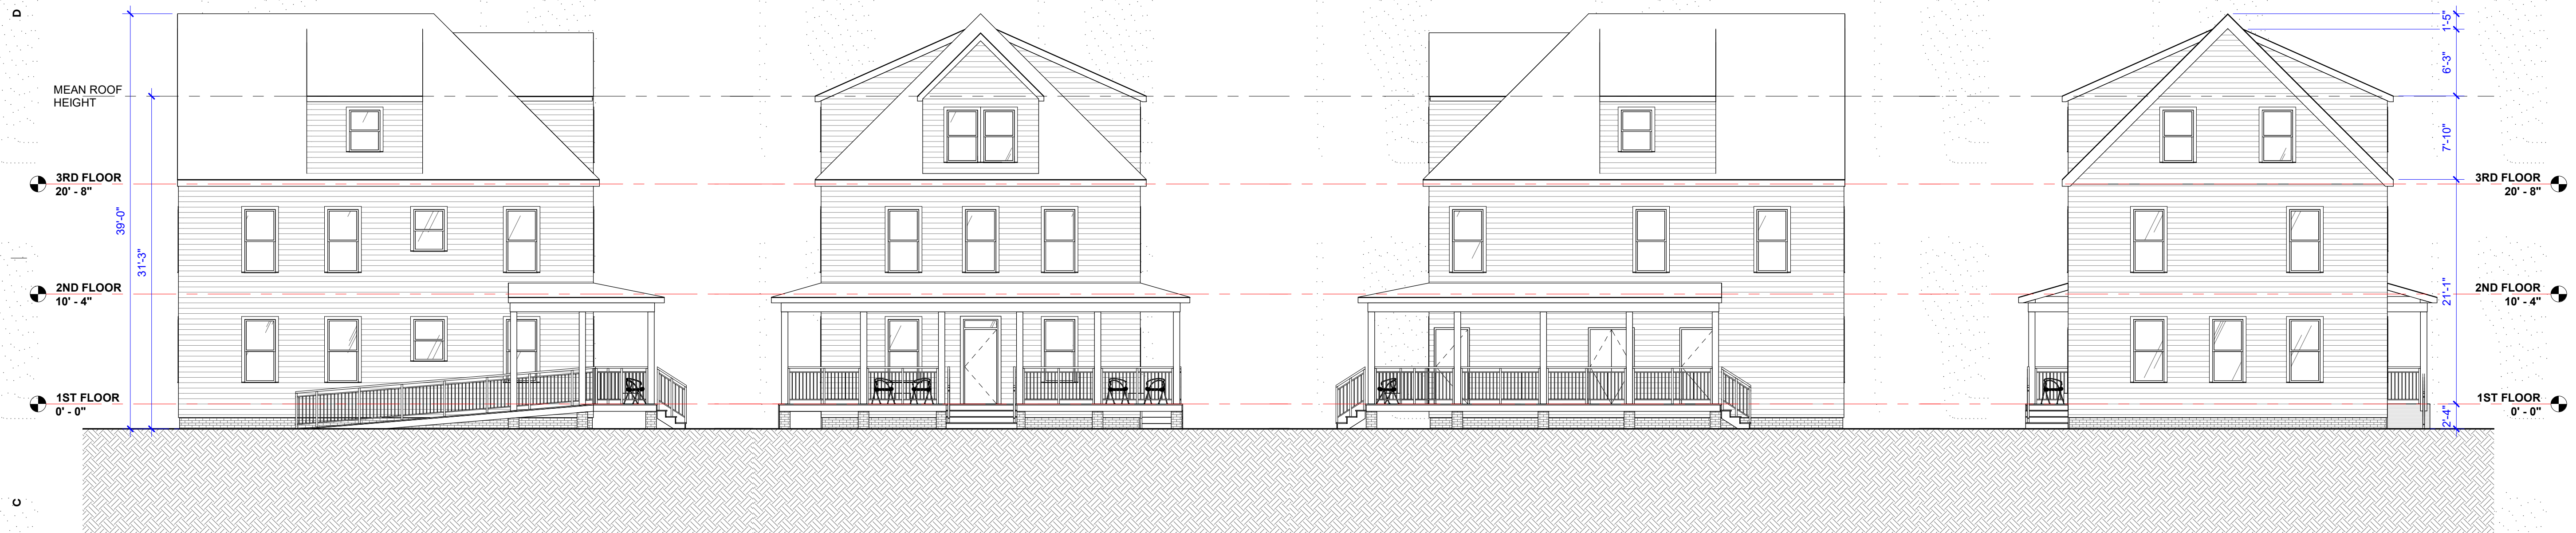 D
MEAN ROOF
HEIGHT
3RD FLOOR
20' - 8"
2ND FLOOR
10' - 4"
1ST FLOOR
0' - 0"
39'-0"
31'-3"
1'-5"
6'-3"
7'-10"
21'-1"
2'-4"
3RD FLOOR
20' - 8"
2ND FLOOR
10' - 4"
1ST FLOOR
0' - 0"
C